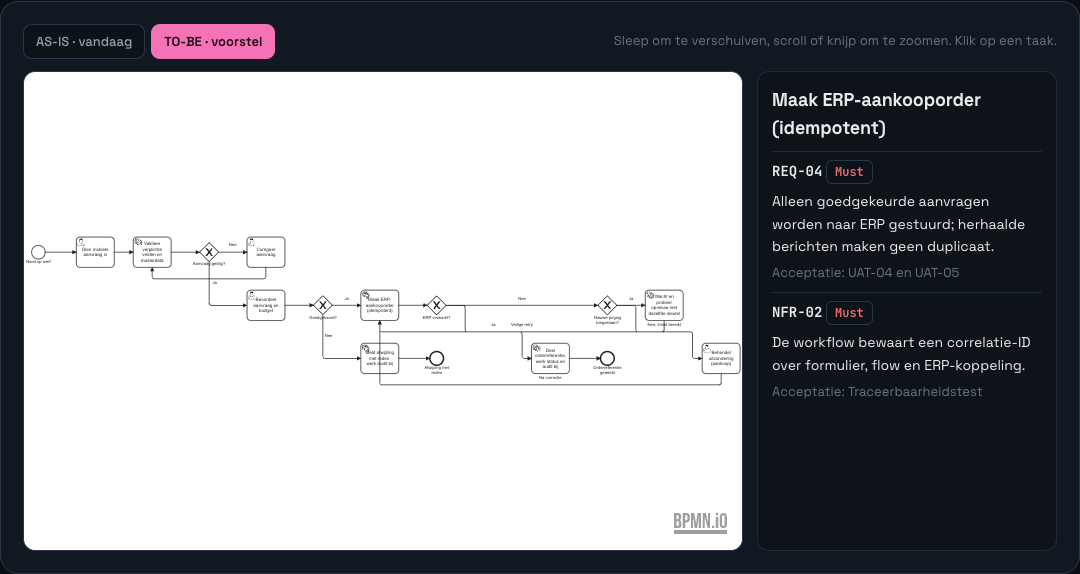 AS-IS · vandaag
TO-BE · voorstel
Sleep om te verschuiven, scroll of knijp om te zoomen. Klik op een taak.
Nood op werf
Dien mobiele
aanvraag in
Valideer
verplichte
velden en
masterdata
Aanvraag geldig?
Nee
Corrigeer
aanvraag
Ja
Beoordeel
aanvraag en
budget
Goedgekeurd?
Ja
Nee
Maak ERP-
aankooporder
(idempotent)
ERP verwerkt?
Nee
Ja
Veilige retry
Nieuwe poging
toegestaan?
Ja
Wacht en
probeer
opnieuw met
dezelfde sleutel
Nee, limiet bereikt
Meld afwijzing
met reden,
werk audit bij
Afwijzing met
reden
Deel
orderreferentie,
werk status en
audit bij
Na correctie
Orderreferentie
gedeeld
Behandel
uitzondering
(aankoop)
BPMN.iO
Maak ERP-aankooporder
(idempotent)
REQ-04 Must
Alleen goedgekeurde aanvragen
worden naar ERP gestuurd; herhaalde
berichten maken geen duplicaat.
Acceptatie: UAT-04 en UAT-05
NFR-02 Must
De workflow bewaart een correlatie-ID
over formulier, flow en ERP-koppeling.
Acceptatie: Traceerbaarheidstest